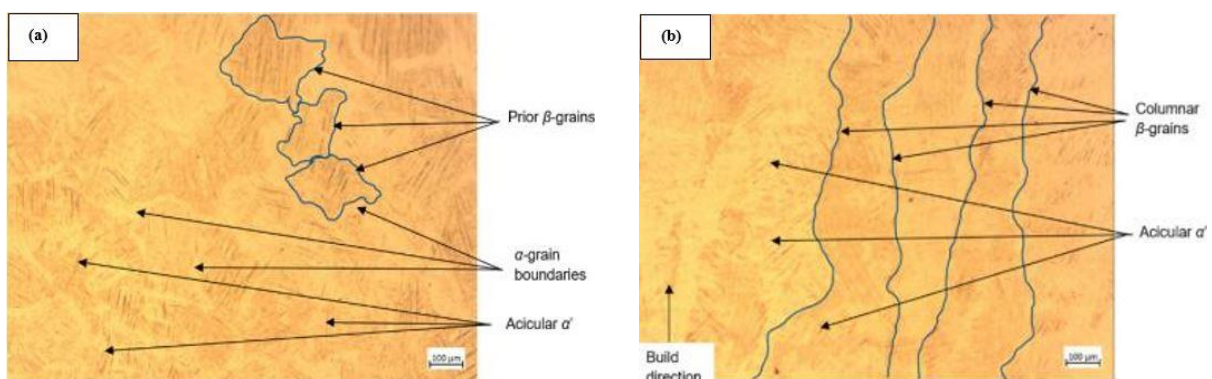 (a)
Prior β-grains
α-grain
boundaries
Acicular α′
100 µm
(b)
Columnar
β-grains
Acicular α′
Build
direction
100 µm